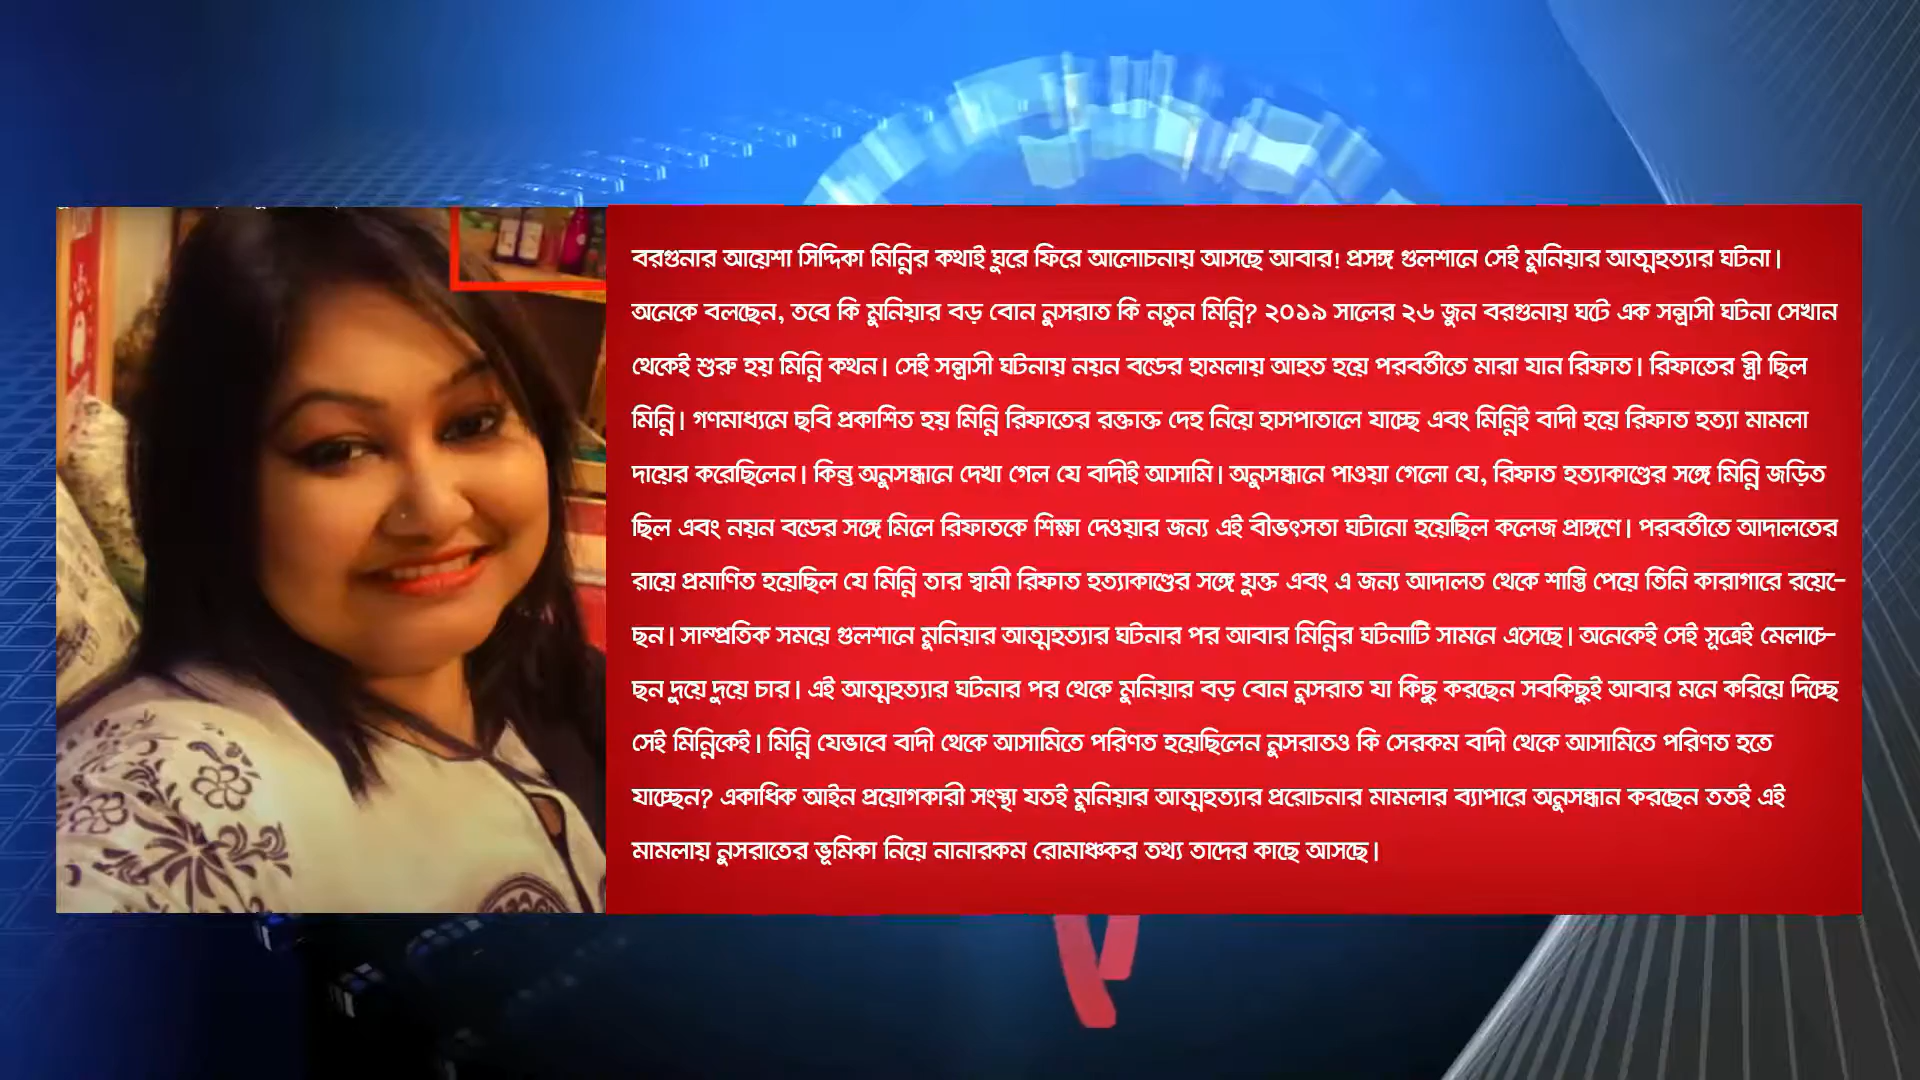 বরগুনার আয়েশা সিদ্দিকা মিন্নির কথাই ঘুরে ফিরে আলোচনায় আসছে আবার! প্রসঙ্গ গুলশানে সেই মুনিয়ার আত্মহত্যার ঘটনা।
অনেকে বলছেন, তবে কি মুনিয়ার বড় বোন নুসরাত কি নতুন মিন্নি? ২০১৯ সালের ২৬ জুন বরগুনায় ঘটে এক সন্ত্রাসী ঘটনা সেখান
থেকেই শুরু হয় মিন্নি কথন। সেই সন্ত্রাসী ঘটনায় নয়ন বন্ডের হামলায় আহত হয়ে পরবর্তীতে মারা যান রিফাত। রিফাতের স্ত্রী ছিল
মিন্নি। গণমাধ্যমে ছবি প্রকাশিত হয় মিন্নি রিফাতের রক্তাক্ত দেহ নিয়ে হাসপাতালে যাচ্ছে এবং মিন্নিই বাদী হয়ে রিফাত হত্যা মামলা
দায়ের করেছিলেন। কিন্তু অনুসন্ধানে দেখা গেল যে বাদীই আসামি। অনুসন্ধানে পাওয়া গেলো যে, রিফাত হত্যাকাণ্ডের সঙ্গে মিন্নি জড়িত
ছিল এবং নয়ন বন্ডের সঙ্গে মিলে রিফাতকে শিক্ষা দেওয়ার জন্য এই বীভৎসতা ঘটানো হয়েছিল কলেজ প্রাঙ্গণে। পরবর্তীতে আদালতের
রায়ে প্রমাণিত হয়েছিল যে মিন্নি তার স্বামী রিফাত হত্যাকাণ্ডের সঙ্গে যুক্ত এবং এ জন্য আদালত থেকে শাস্তি পেয়ে তিনি কারাগারে রয়ে-
ছেন। সাম্প্রতিক সময়ে গুলশানে মুনিয়ার আত্মহত্যার ঘটনার পর আবার মিন্নির ঘটনাটি সামনে এসেছে। অনেকেই সেই সূত্রেই মেলাচ্ছে-
ছন দুয়ে দুয়ে চার। এই আত্মহত্যার ঘটনার পর থেকে মুনিয়ার বড় বোন নুসরাত যা কিছু করছেন সবকিছুই আবার মনে করিয়ে দিচ্ছে
সেই মিন্নিকেই। মিন্নি যেভাবে বাদী থেকে আসামিতে পরিণত হয়েছিলেন নুসরাতও কি সেরকম বাদী থেকে আসামিতে পরিণত হতে
যাচ্ছেন? একাধিক আইন প্রয়োগকারী সংস্থা যতই মুনিয়ার আত্মহত্যার প্ররোচনার মামলার ব্যাপারে অনুসন্ধান করছেন ততই এই
মামলায় নুসরাতের ভূমিকা নিয়ে নানারকম রোমাঞ্চকর তথ্য তাদের কাছে আসছে।